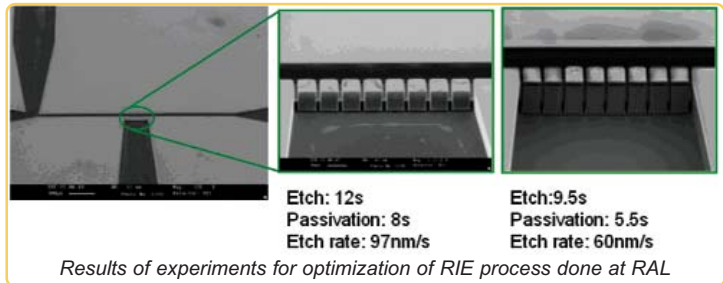 Etch: 12s
Passivation: 8s
Etch rate: 97nm/s
Etch:9.5s
Passivation: 5.5s
Etch rate: 60nm/s
Results of experiments for optimization of RIE process done at RAL